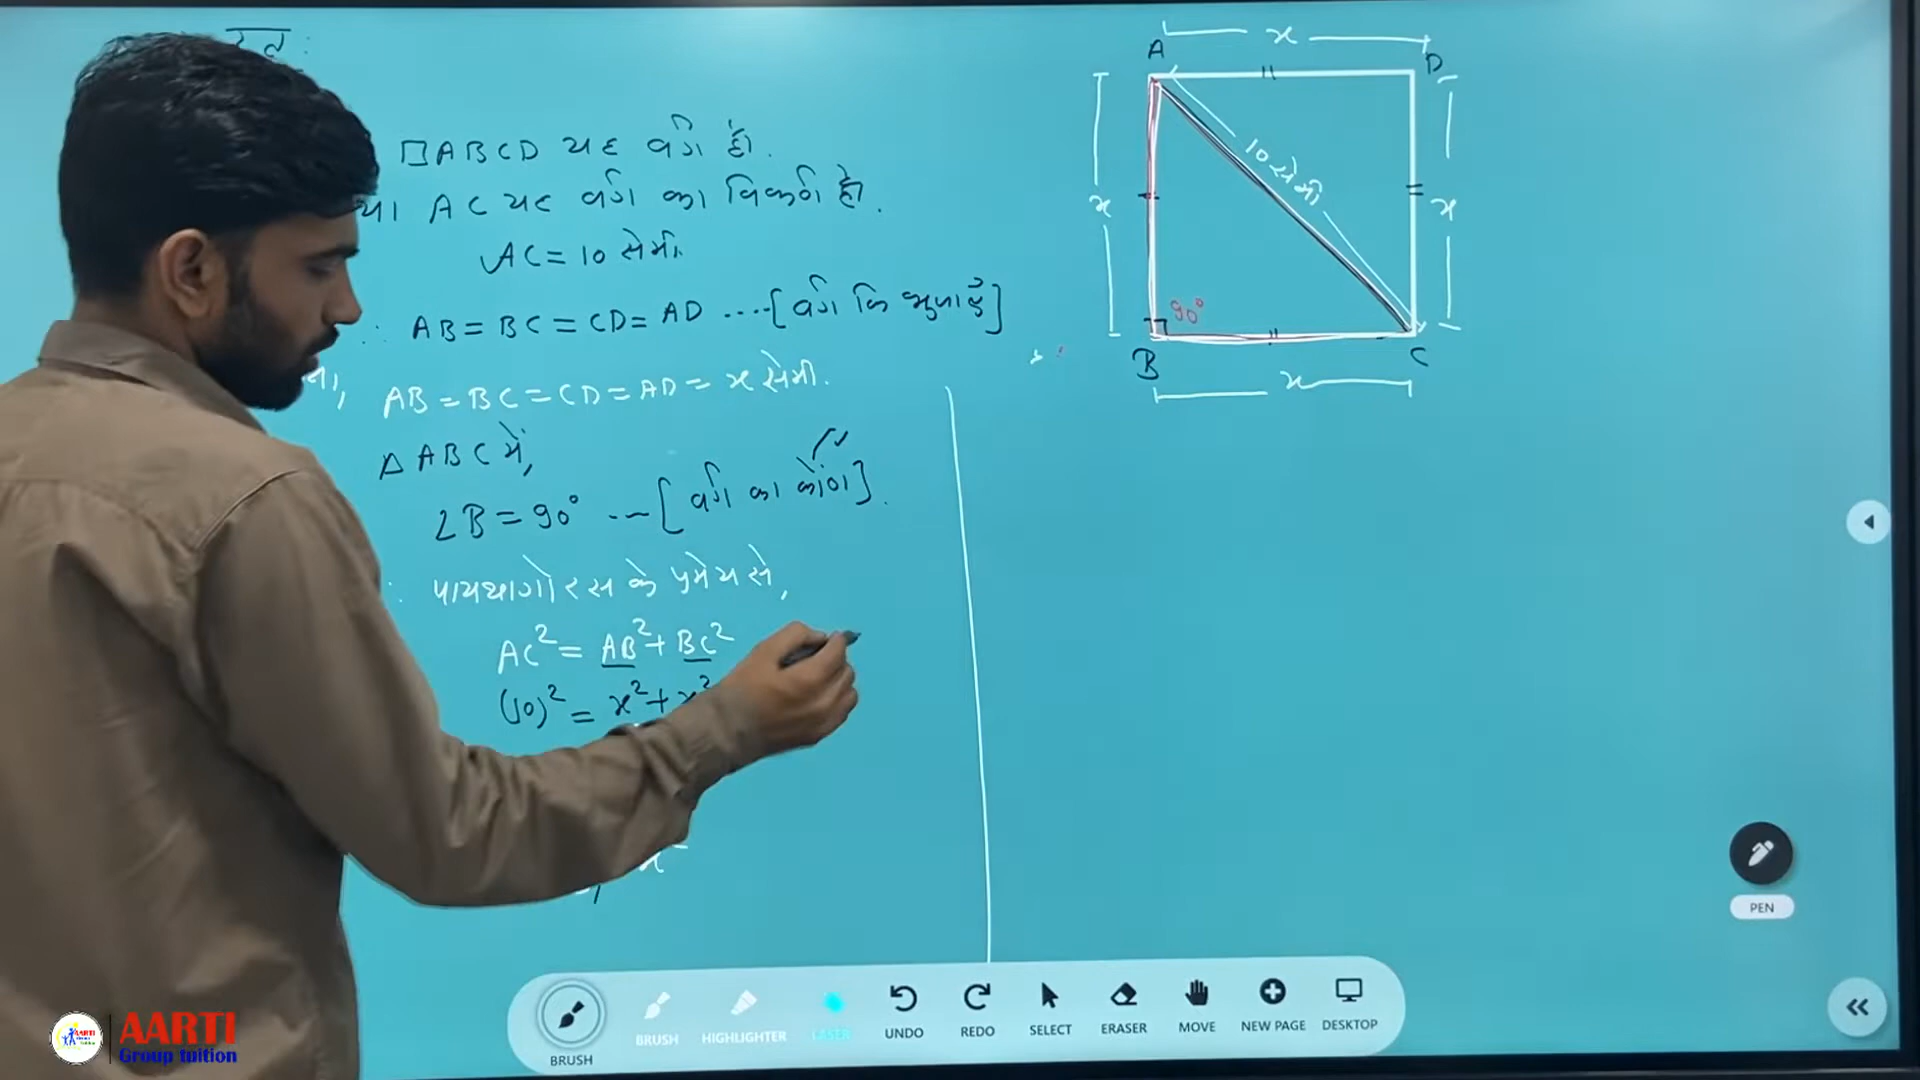 हल :
□ABCD यह वर्ग है.
AC यह वर्ग का विकर्ण है.
AC = 10 सेमी.
∴ AB = BC = CD = AD ....[वर्ग कि भुजाएँ]
AB = BC = CD = AD = x सेमी.
△ ABC में,
∠B = 90° ---[वर्ग का कोण].
पायथागोरस के प्रमेय से,
AC² = AB² + BC²
(10)² = x² + x²
x
A
D
x
10 सेमी
x
90°
B
C
x
PEN
BRUSH
BRUSH
HIGHLIGHTER
LASER
UNDO
REDO
SELECT
ERASER
MOVE
NEW PAGE
DESKTOP
AARTI
Group tuition